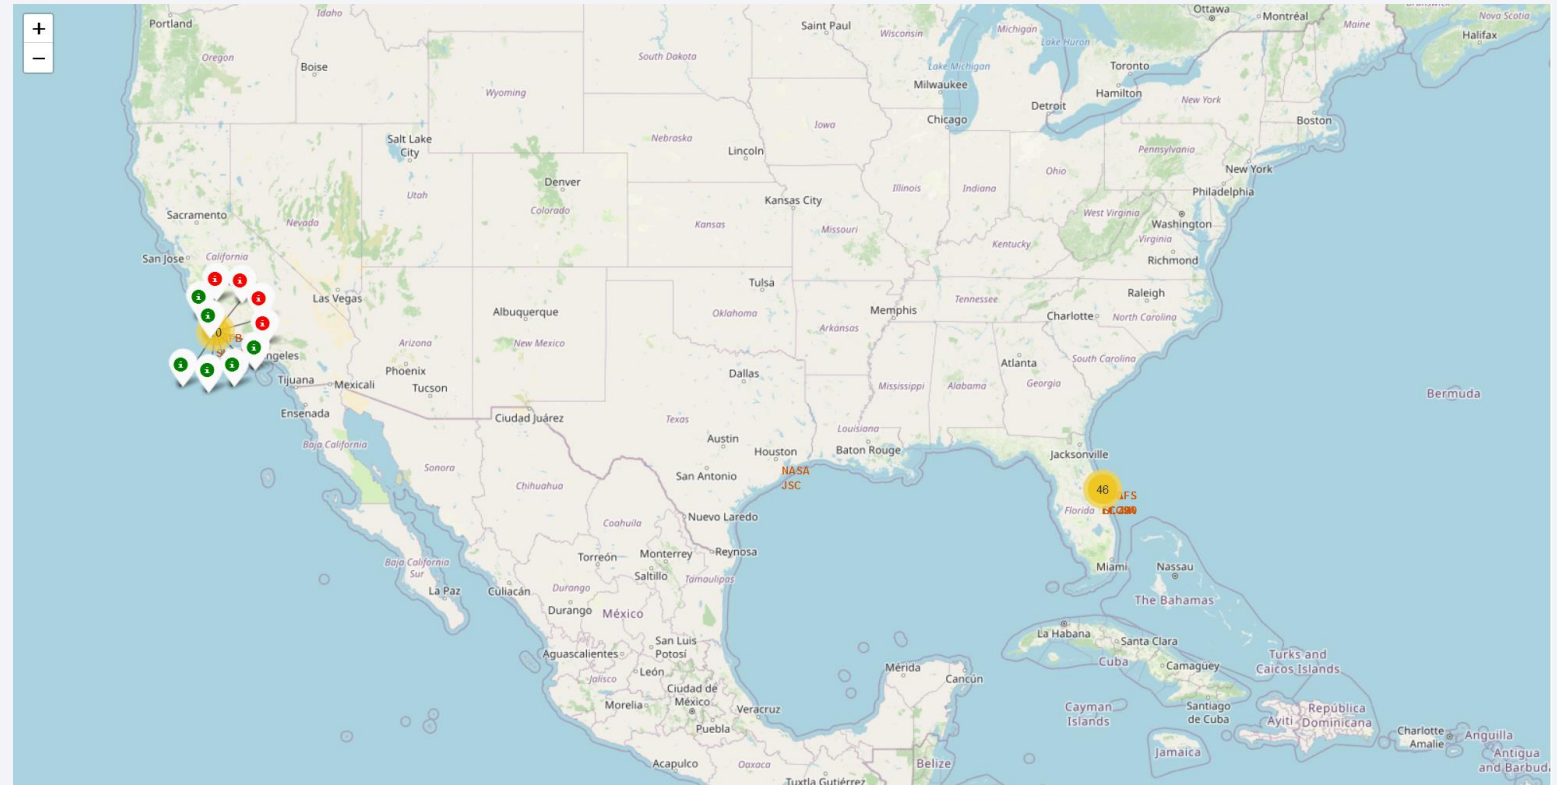 +
−
Portland
Idaho
Oregon
Boise
Wyoming
South Dakota
Saint Paul
Wisconsin
Michigan
Lake Huron
Lake Michigan
Milwaukee
Toronto
Hamilton
Ottawa
Montréal
Maine
Nova Scotia
Halifax
New York
Detroit
Chicago
Boston
Iowa
Nebraska
Lincoln
Salt Lake
City
Denver
Colorado
Utah
Nevada
Sacramento
San Jose
California
Kansas City
Kansas
Missouri
Illinois
Indiana
Ohio
Pennsylvania
New York
Philadelphia
West Virginia
Washington
Virginia
Richmond
Kentucky
Las Vegas
Albuquerque
Tulsa
Oklahoma
Arkansas
Memphis
Tennessee
Raleigh
Charlotte
North Carolina
South Carolina
Atlanta
Georgia
Alabama
Mississippi
Arizona
New Mexico
Phoenix
Tucson
Dallas
Texas
Louisiana
ngeles
Tijuana
Mexicali
Ensenada
Ciudad Juárez
Baja California
Sonora
Chihuahua
Austin
Houston
Baton Rouge
San Antonio
NASA
JSC
Jacksonville
46
AFS
Florida
Miami
Bermuda
Nuevo Laredo
Coahuila
Reynosa
Monterrey
Torreón
Saltillo
Tamaulipas
Baja California
Sur
La Paz
Culiacán
Durango
Durango
México
Nassau
The Bahamas
La Habana
Santa Clara
Cuba
Camagüey
Turks and
Caicos Islands
San Luis
Potosí
Aguascalientes
León
Jalisco
Ciudad de
México
Morelia
Veracruz
Puebla
Acapulco
Oaxaca
Tuxtla Gutiérrez
Mérida
Cancún
Belize
Cayman
Islands
Santiago
de Cuba
Jamaica
Ayiti
República
Dominicana
Charlotte
Amalie
Anguilla
Antigua
and Barbuda